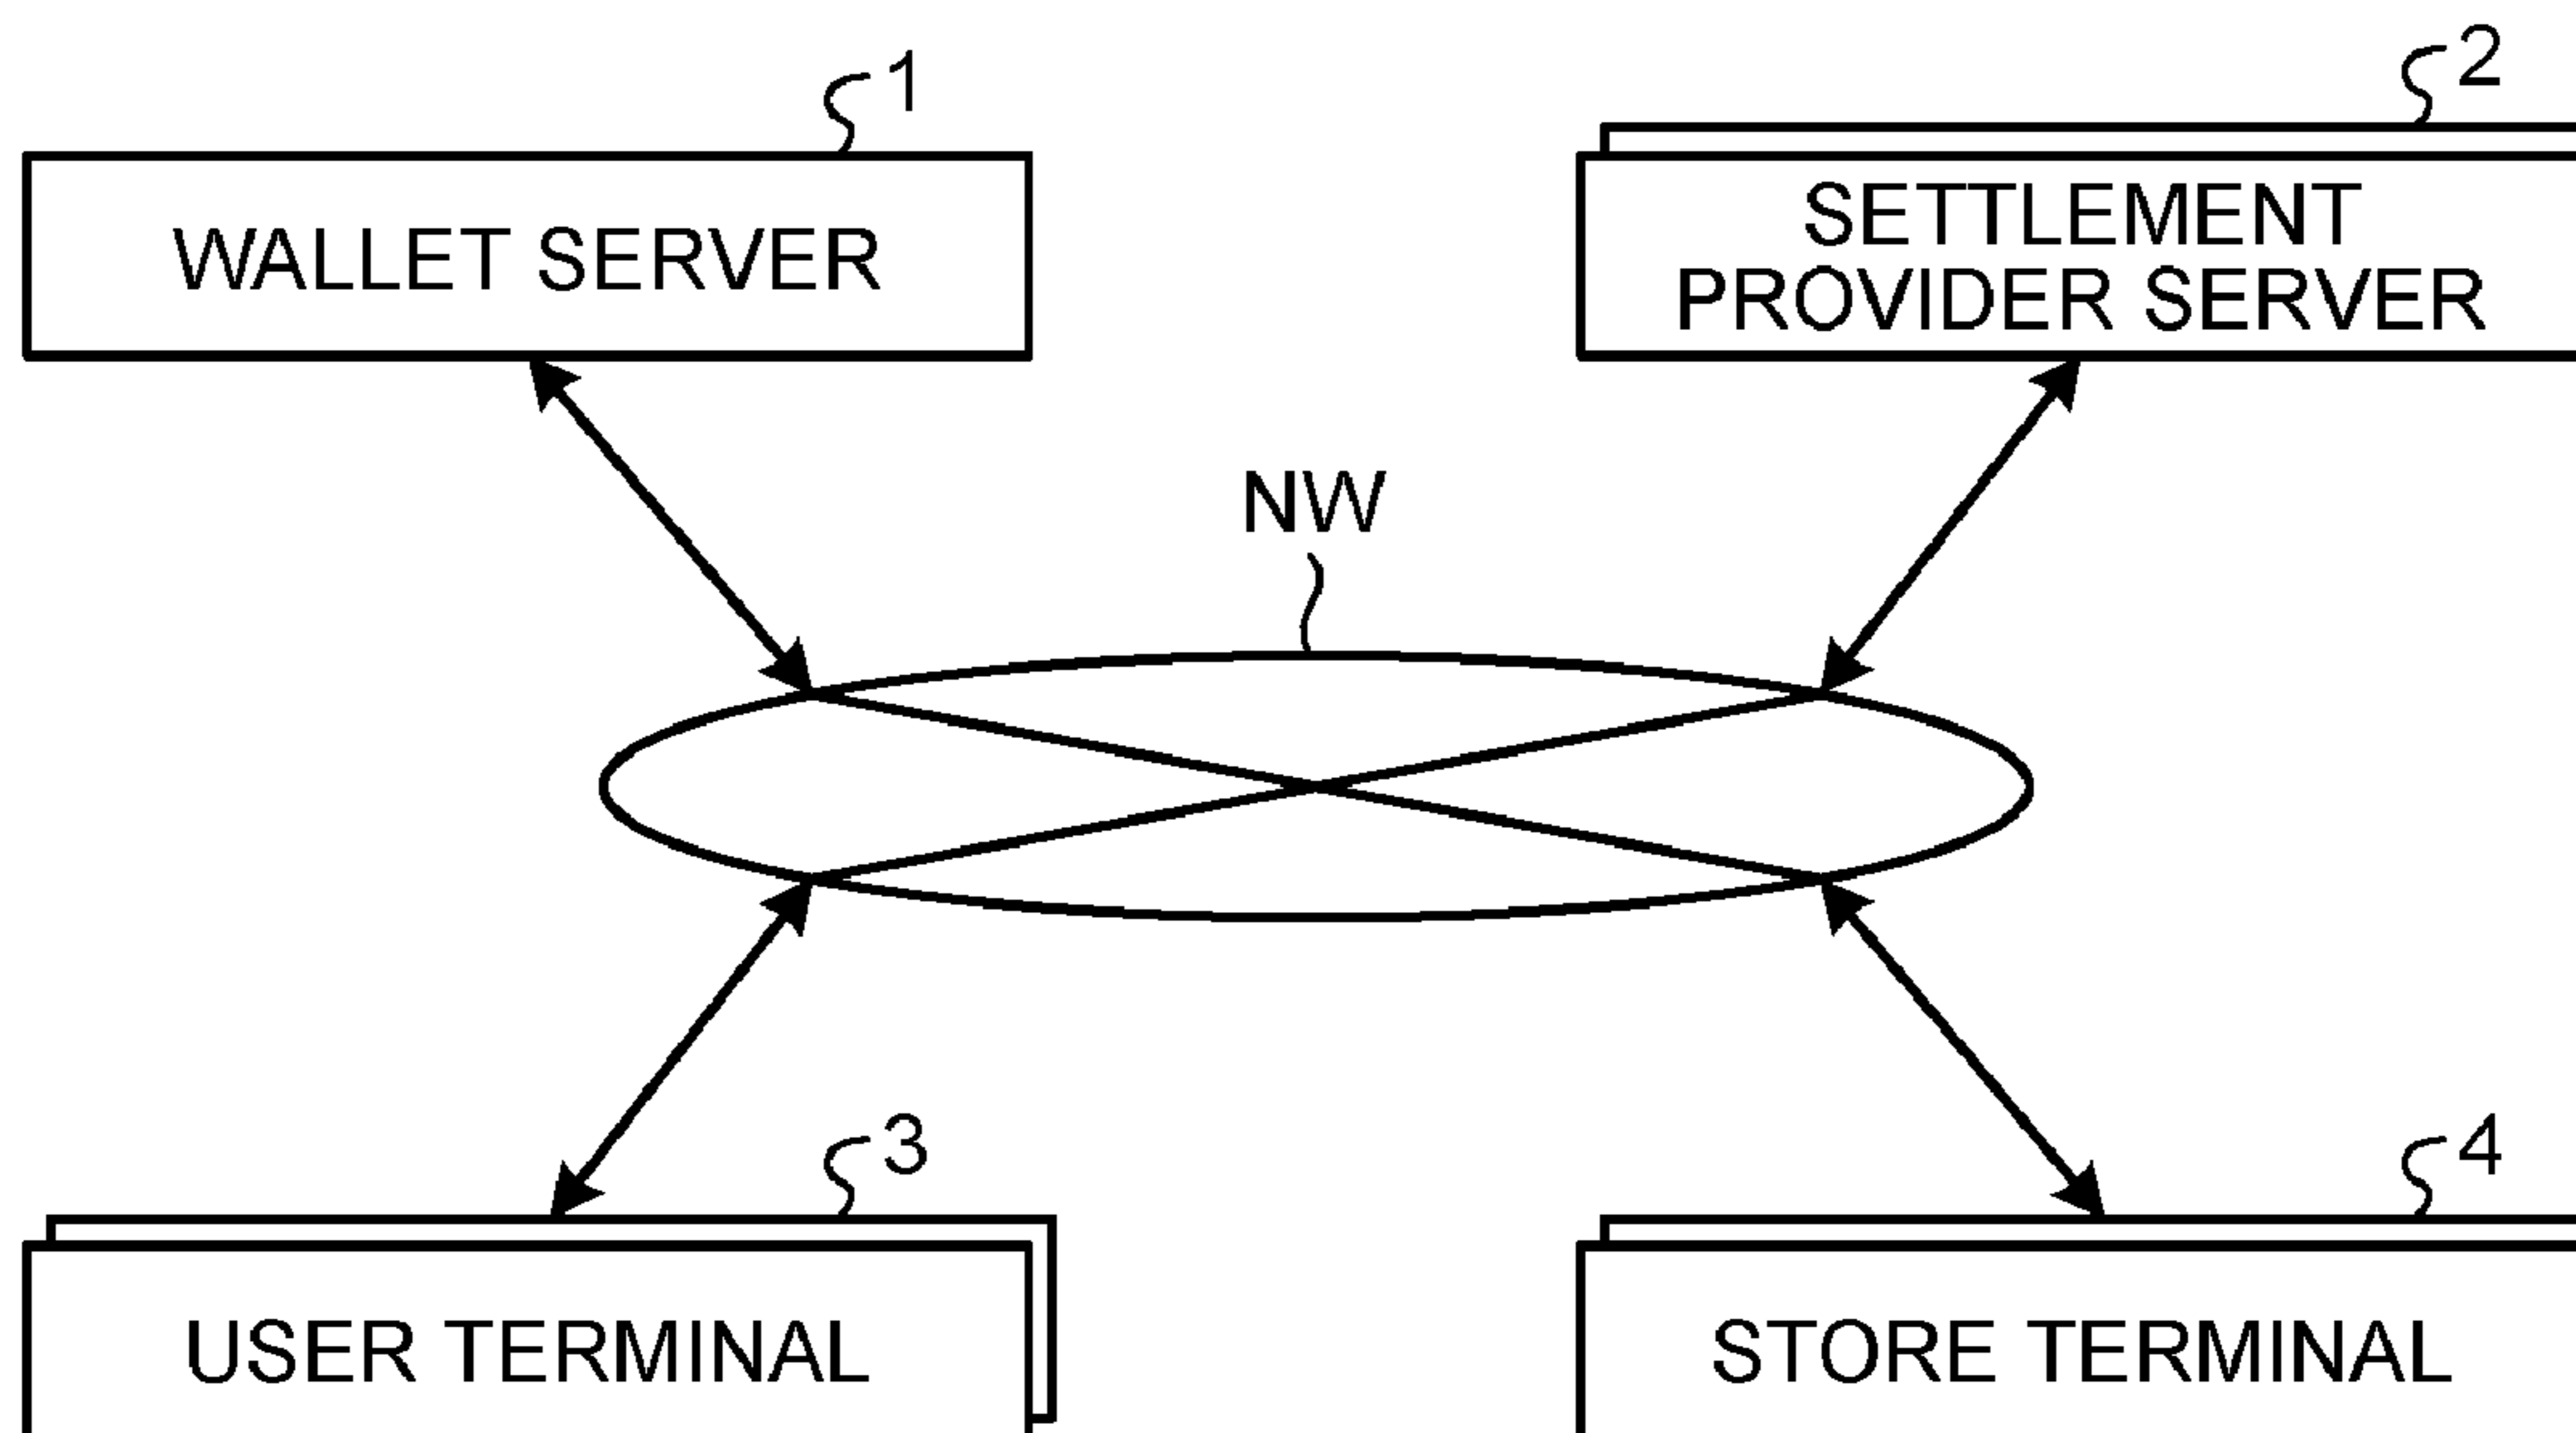 1
2
WALLET SERVER
SETTLEMENT
PROVIDER SERVER
NW
3
4
USER TERMINAL
STORE TERMINAL